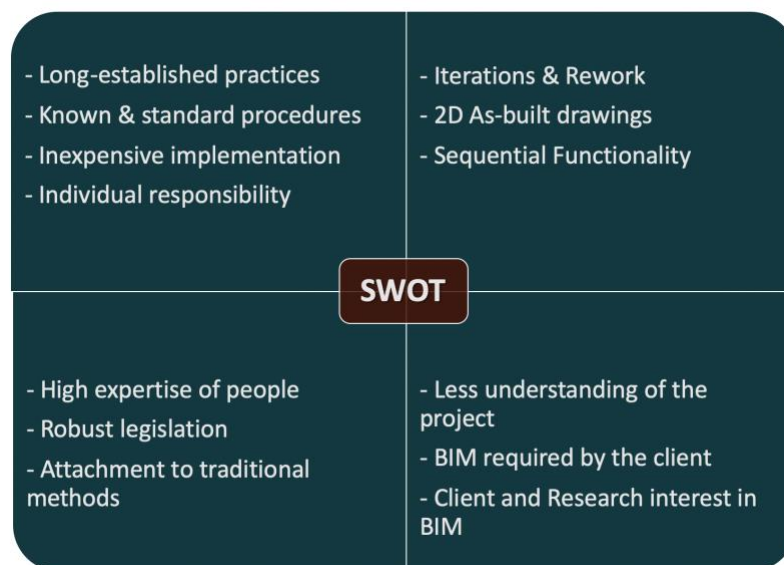 - Long-established practices
- Known & standard procedures
- Inexpensive implementation
- Individual responsibility
- Iterations & Rework
- 2D As-built drawings
- Sequential Functionality
SWOT
- High expertise of people
- Robust legislation
- Attachment to traditional
methods
- Less understanding of the
project
- BIM required by the client
- Client and Research interest in
BIM